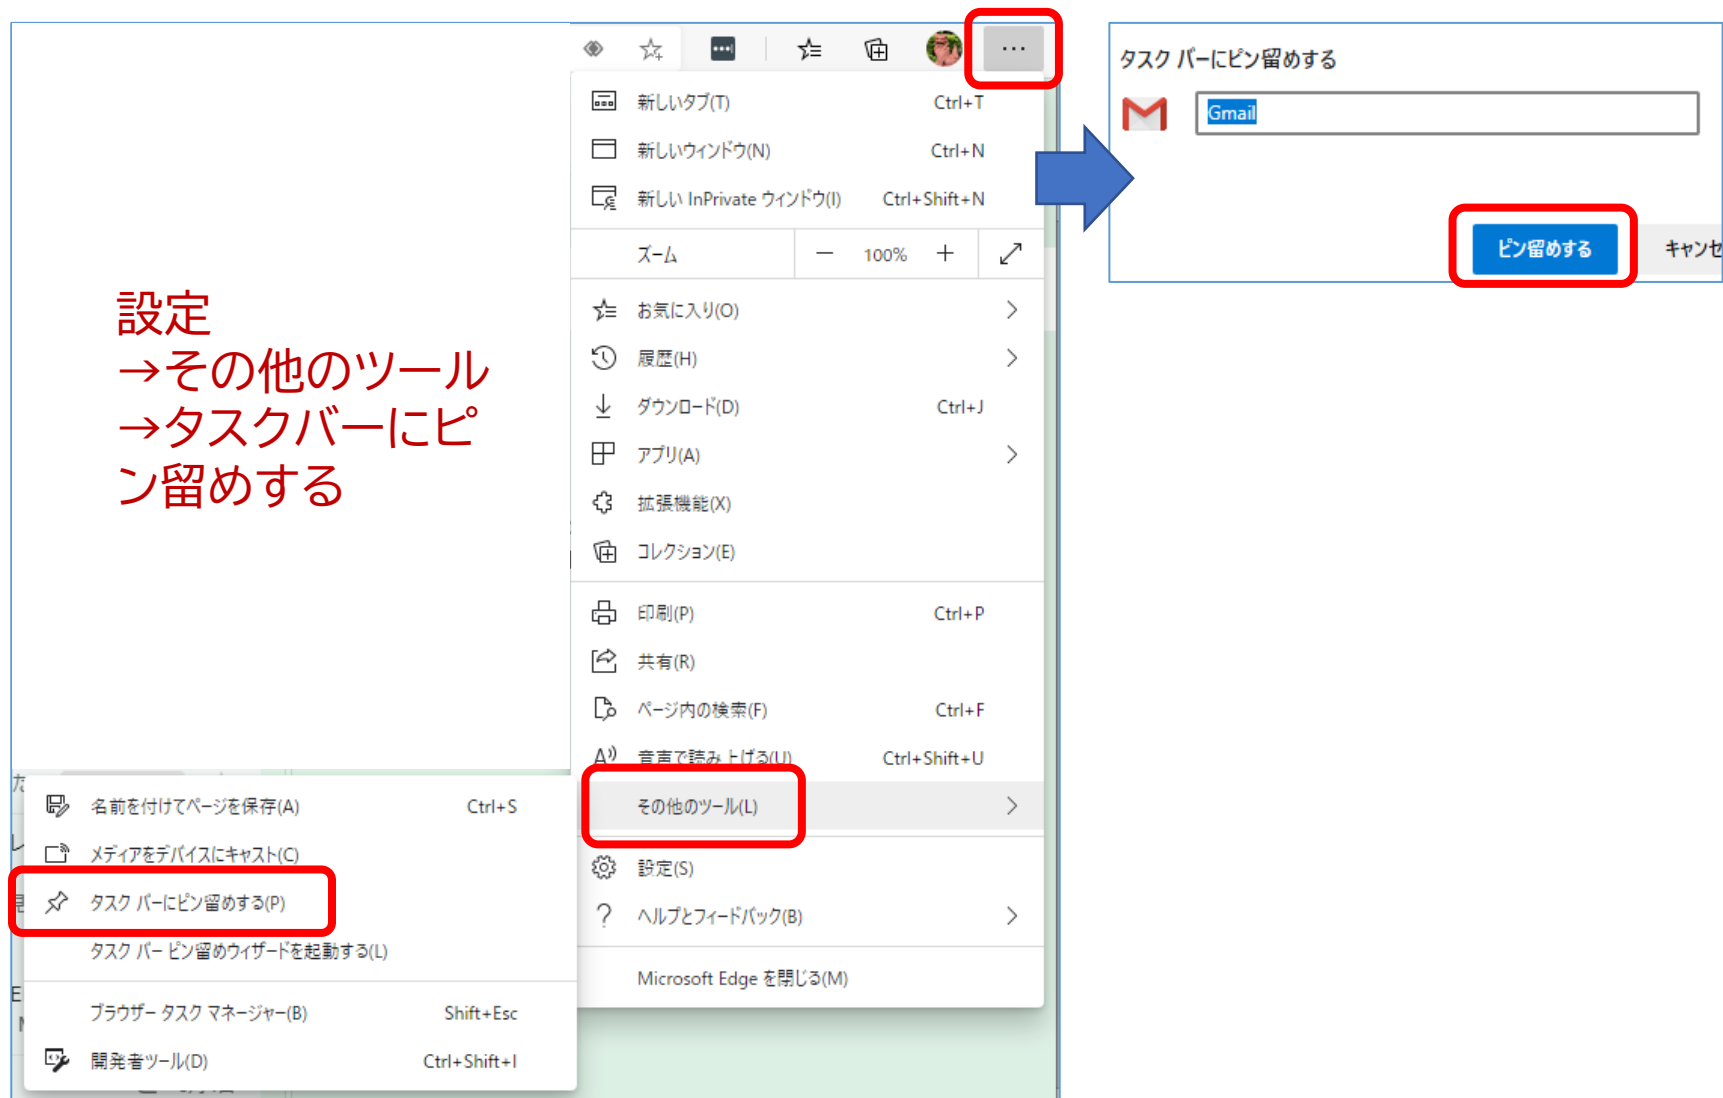 設定
→その他のツール
→タスクバーにピ
ン留めする
新しいタブ(T) Ctrl+T
新しいウィンドウ(N) Ctrl+N
新しい InPrivate ウィンドウ(I) Ctrl+Shift+N
ズーム — 100% +
お気に入り(O)
履歴(H)
ダウンロード(D) Ctrl+J
アプリ(A)
拡張機能(X)
コレクション(E)
印刷(P) Ctrl+P
共有(R)
ページ内の検索(F) Ctrl+F
音声で読み上げる(U) Ctrl+Shift+U
その他のツール(L)
設定(S)
ヘルプとフィードバック(B)
Microsoft Edge を閉じる(M)
名前を付けてページを保存(A) Ctrl+S
メディアをデバイスにキャスト(C)
タスク バーにピン留めする(P)
タスク バー ピン留めウィザードを起動する(L)
ブラウザー タスク マネージャー(B) Shift+Esc
開発者ツール(D) Ctrl+Shift+I
タスク バーにピン留めする
Gmail
ピン留めする キャンセ